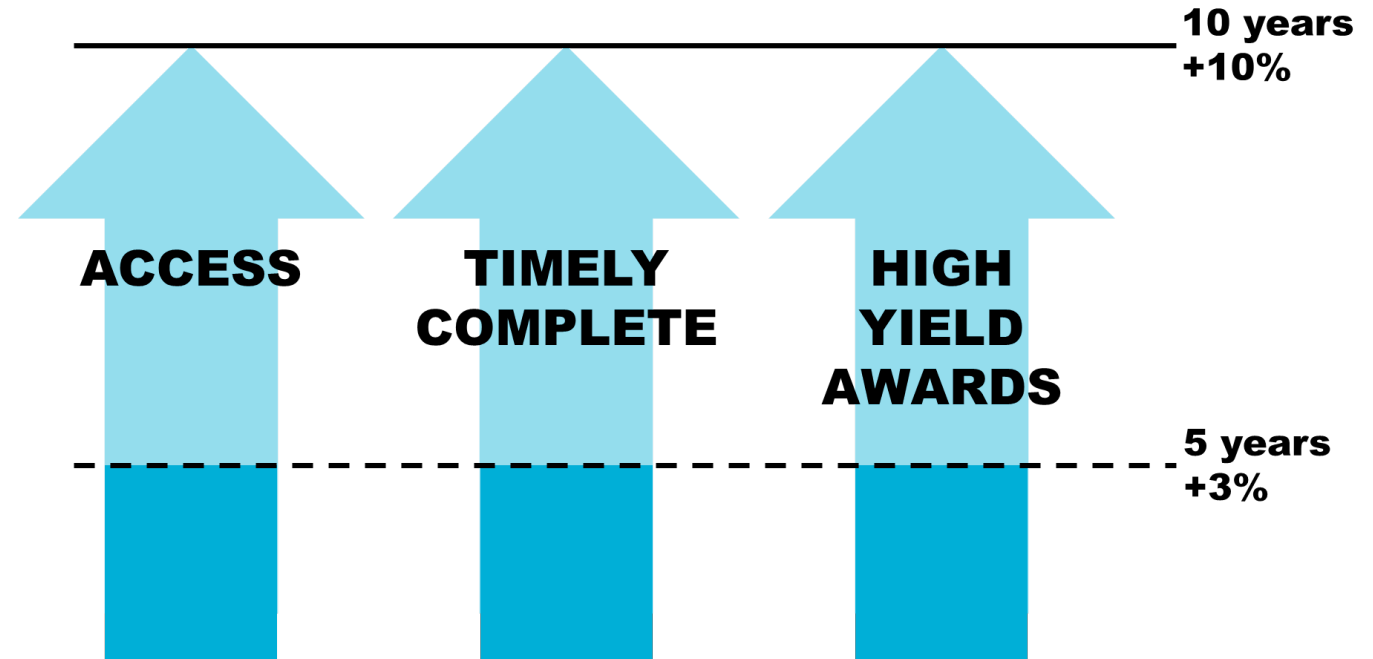 10 years
+10%
ACCESS
TIMELY
COMPLETE
HIGH
YIELD
AWARDS
5 years
+3%